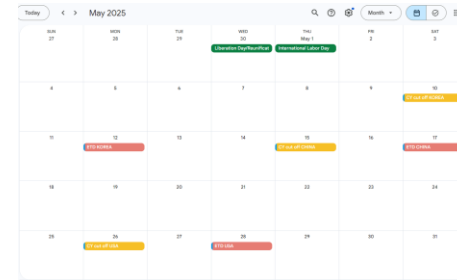 Today
May 2025
Month
SUN MON TUE WED THU FRI SAT
27 28 29 30 May 1 2 3
Liberation Day/Reunificat International Labor Day
4 5 6 7 8 9 10
CY cut off KOREA
11 12 13 14 15 16 17
ETD KOREA CY cut off CHINA ETD CHINA
18 19 20 21 22 23 24
25 26 27 28 29 30 31
CY cut off USA ETD USA